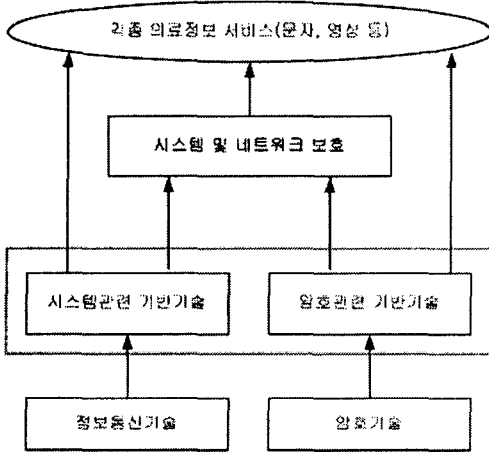 각종 의료정보 서비스(문자, 영상 등)
시스템 및 네트워크 보호
시스템관련 기반기술
암호관련 기반기술
정보통신기술
암호기술